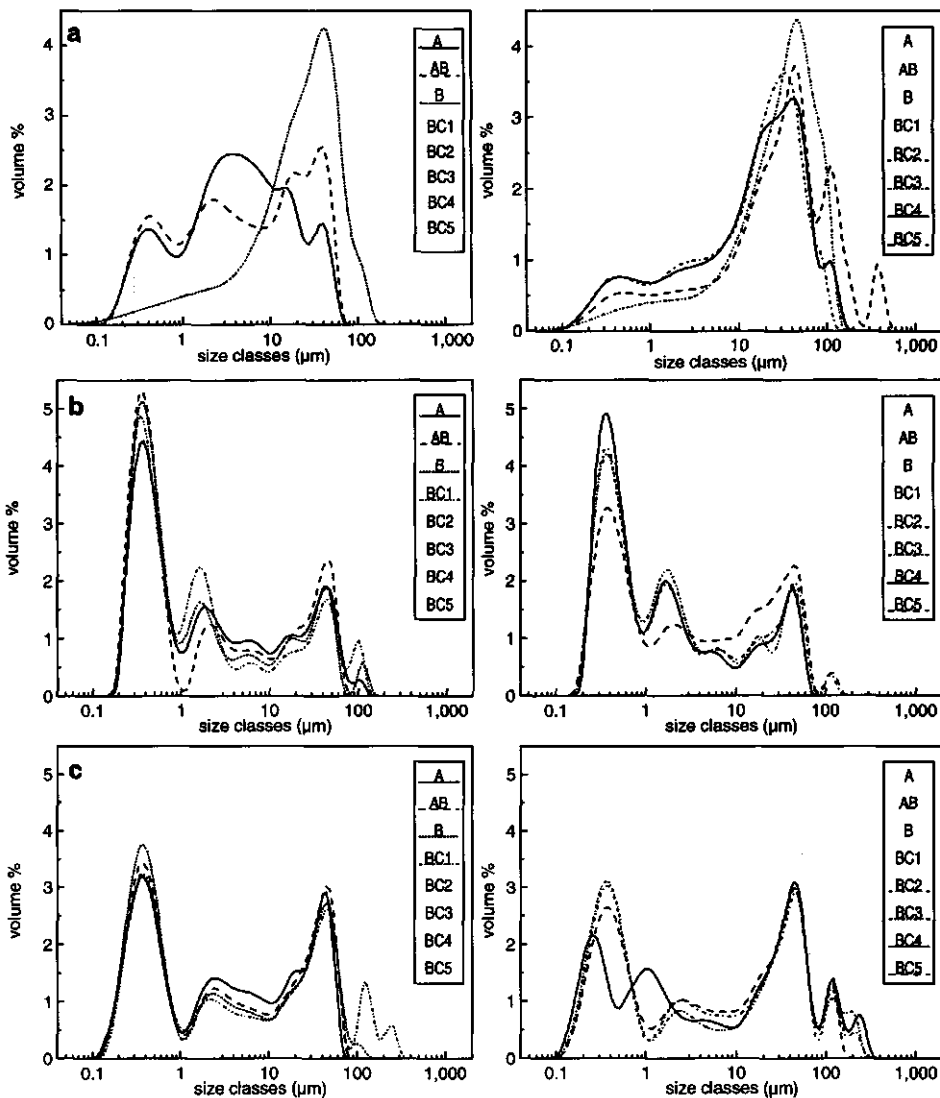 a
4
3
2
1
0
volume %
0.1 1 10 100 1,000
size classes (µm)
A
AB
B
BC1
BC2
BC3
BC4
BC5
4
3
2
1
0
volume %
0.1 1 10 100 1,000
size classes (µm)
A
AB
B
BC1
BC2
BC3
BC4
BC5
b
5
4
3
2
1
0
volume %
0.1 1 10 100 1,000
size classes (µm)
A
AB
B
BC1
BC2
BC3
BC4
BC5
5
4
3
2
1
0
volume %
0.1 1 10 100 1,000
size classes (µm)
A
AB
B
BC1
BC2
BC3
BC4
BC5
c
5
4
3
2
1
0
volume %
0.1 1 10 100 1,000
size classes (µm)
A
AB
B
BC1
BC2
BC3
BC4
BC5
5
4
3
2
1
0
volume %
0.1 1 10 100 1,000
size classes (µm)
A
AB
B
BC1
BC2
BC3
BC4
BC5